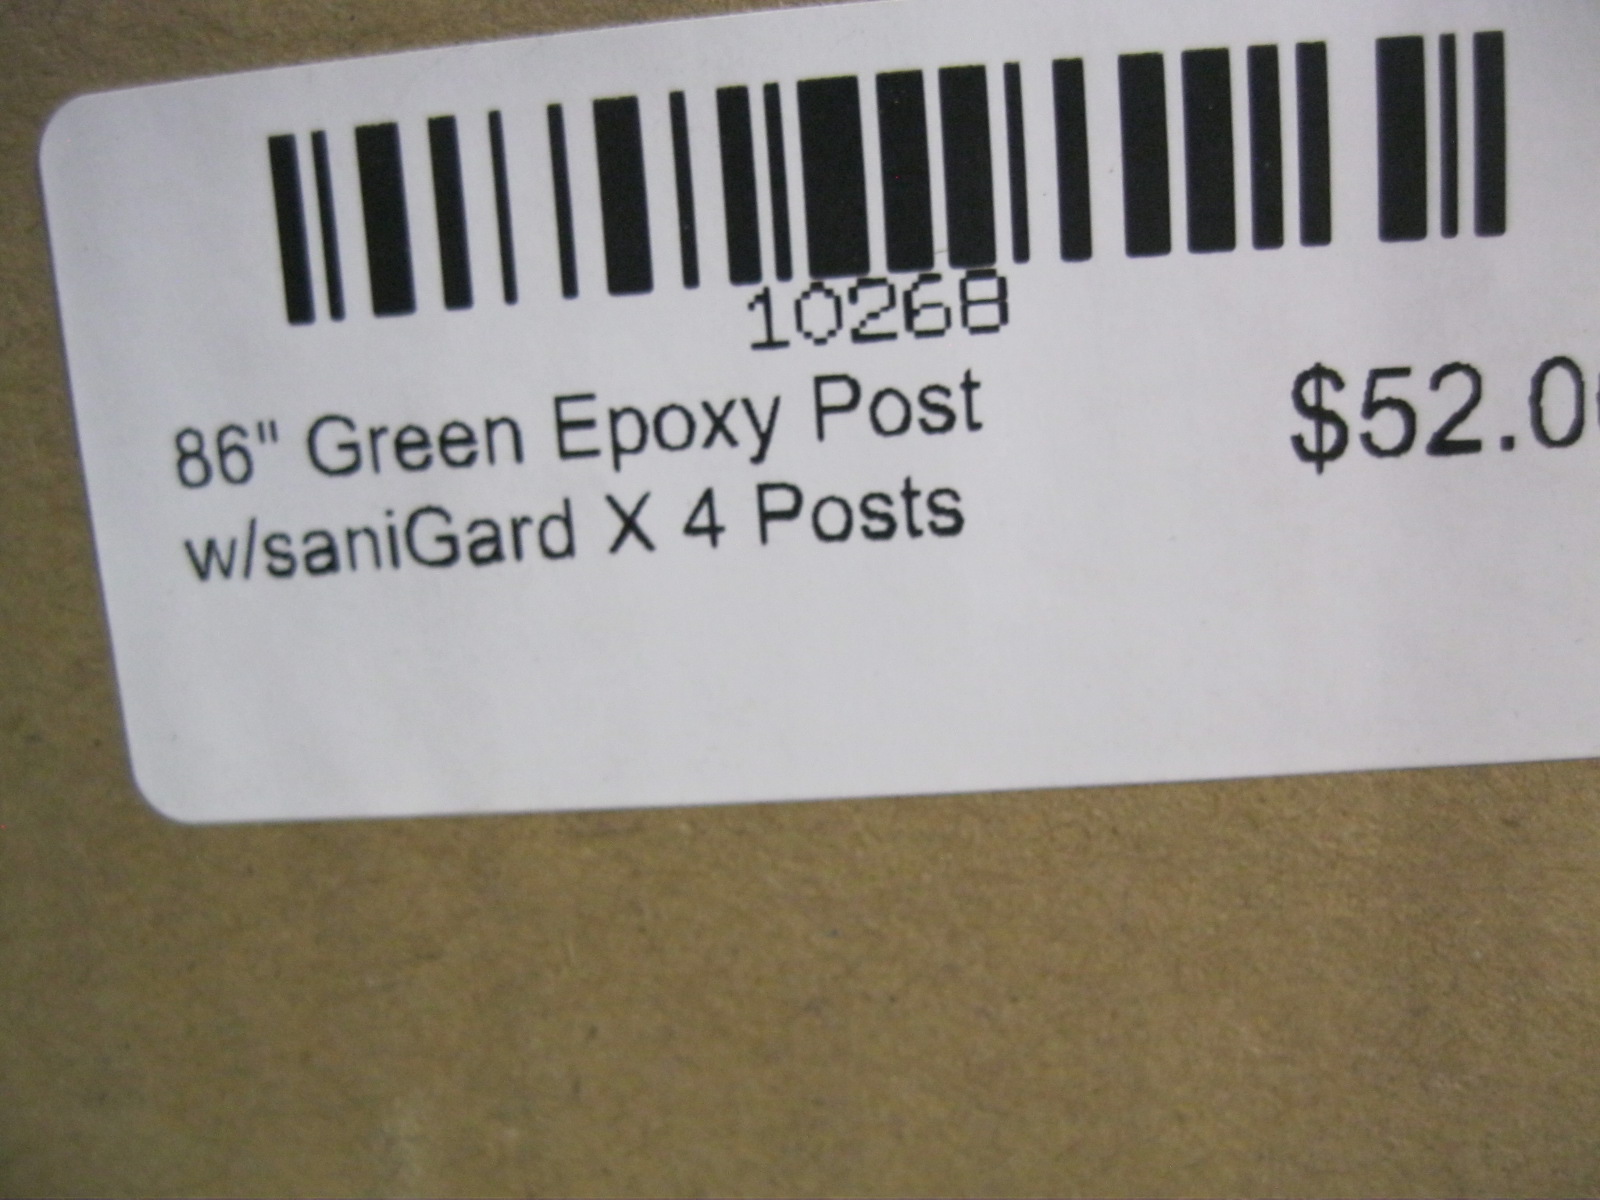 10268
86" Green Epoxy Post
w/saniGard X 4 Posts
$52.0